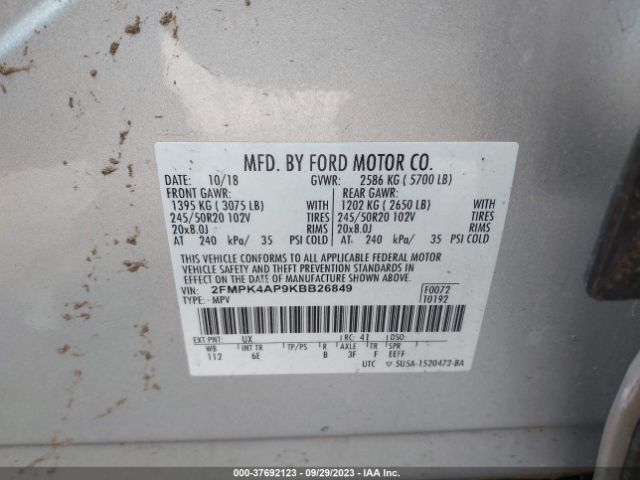 MFD. BY FORD MOTOR CO.
DATE: 10/18 GVWR: 2586 KG ( 5700 LB)
FRONT GAWR: REAR GAWR:
1395 KG ( 3075 LB) WITH 1202 KG ( 2650 LB) WITH
245/50R20 102V TIRES 245/50R20 102V TIRES
20x8.0J RIMS 20x8.0J RIMS
AT 240 kPa/ 35 PSI COLD AT 240 kPa/ 35 PSI COLD
THIS VEHICLE CONFORMS TO ALL APPLICABLE FEDERAL MOTOR
VEHICLE SAFETY AND THEFT PREVENTION STANDARDS IN
EFFECT ON THE DATE OF MANUFACTURE SHOWN ABOVE.
VIN: 2FMPK4AP9KBB26849 F0072
TYPE: MPV T0192
EXT PNT: UX RC: 41 DSO:
WB INT TR TP/PS R AXLE TR SPR
112 6E B 3F F EEFF
UTC ▽ 5USA-1520472-BA
000-37692123 - 09/29/2023 - IAA Inc.